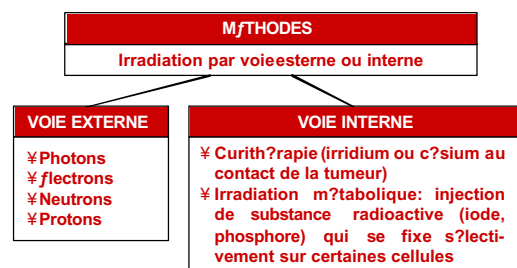 MƒTHODES
Irradiation par voieesterne ou interne
VOIE EXTERNE
¥ Photons
¥ ƒlectrons
¥ Neutrons
¥ Protons
VOIE INTERNE
¥ Curith?rapie (irridium ou c?sium au
contact de la tumeur)
¥ Irradiation m?tabolique: injection
de substance radioactive (iode,
phosphore) qui se fixe s?lecti-
vement sur certaines cellules